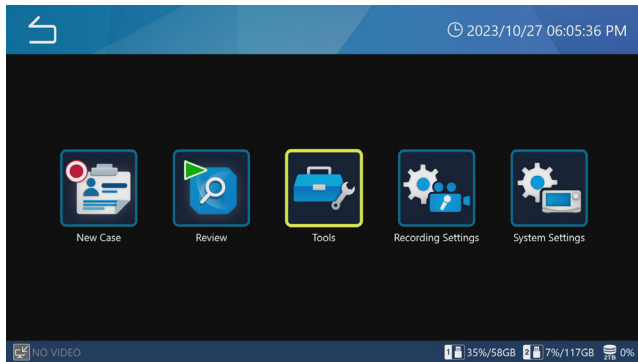 2023/10/27 06:05:36 PM
New Case
Review
Tools
Recording Settings
System Settings
NO VIDEO
1 35%/58GB 2 7%/117GB 2TB 0%